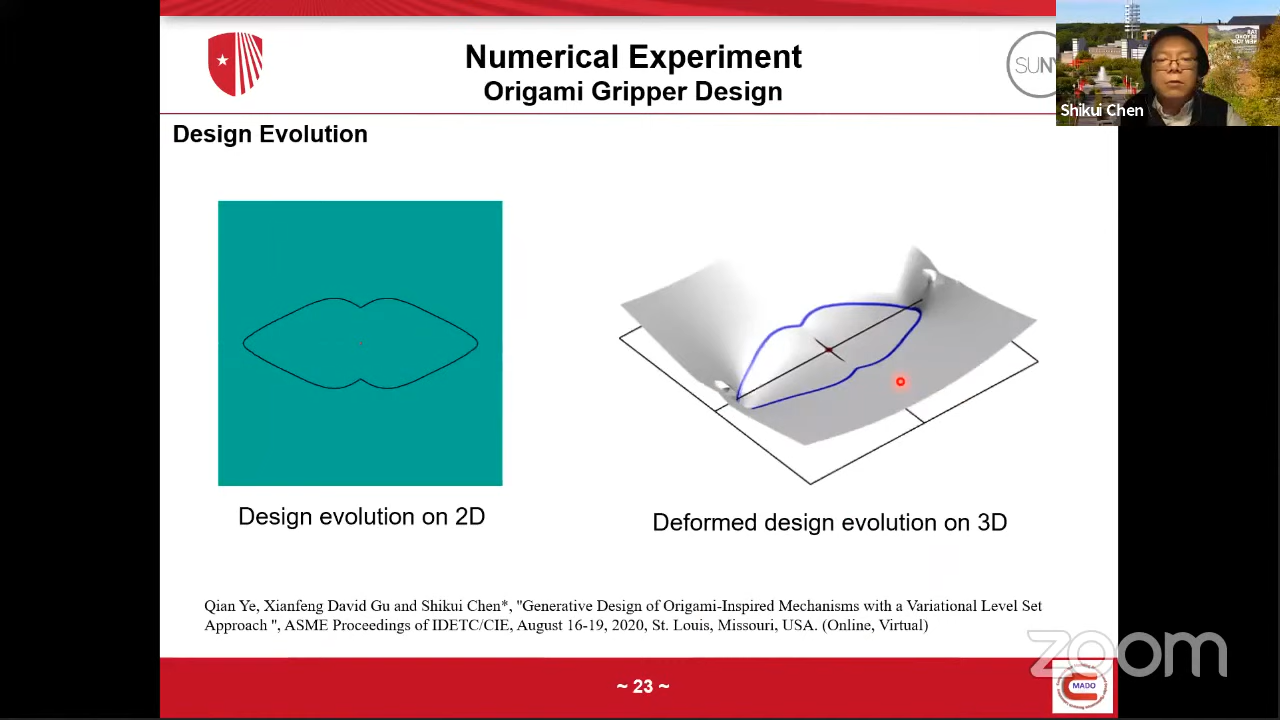 Numerical Experiment
Origami Gripper Design
SUNY
Shikui Chen
Design Evolution
Design evolution on 2D
Deformed design evolution on 3D
Qian Ye, Xianfeng David Gu and Shikui Chen*, "Generative Design of Origami-Inspired Mechanisms with a Variational Level Set
Approach ", ASME Proceedings of IDETC/CIE, August 16-19, 2020, St. Louis, Missouri, USA. (Online, Virtual)
zoom
~ 23 ~
MADO